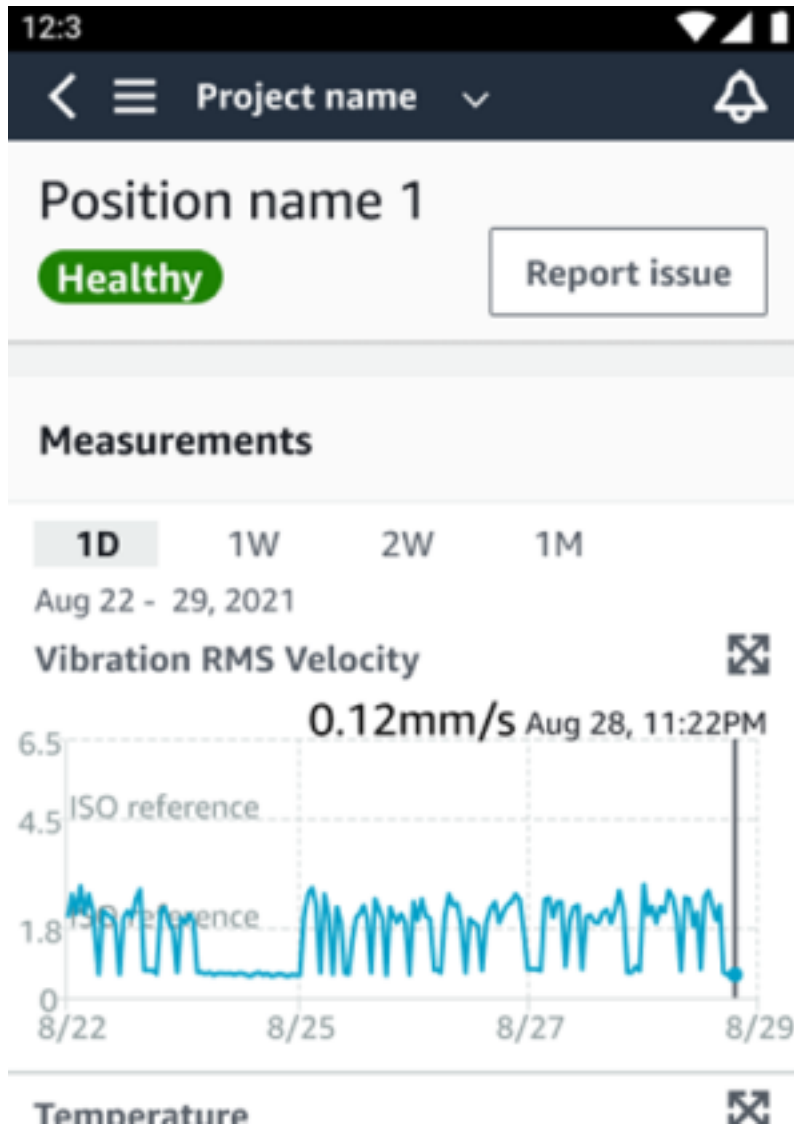 12:3
Project name
Position name 1
Healthy
Report issue
Measurements
1D 1W 2W 1M
Aug 22 - 29, 2021
Vibration RMS Velocity
0.12mm/s Aug 28, 11:22PM
6.5
ISO reference
4.5
ISO reference
1.8
0
8/22 8/25 8/27 8/29
Temperature